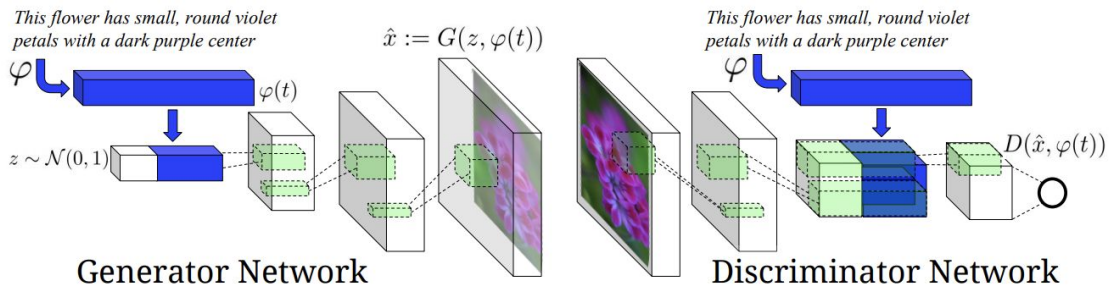 This flower has small, round violet
petals with a dark purple center
φ
φ(t)
z ∼ 𝒩(0, 1)
x̂ := G(z, φ(t))
Generator Network
This flower has small, round violet
petals with a dark purple center
φ
D(x̂, φ(t))
Discriminator Network